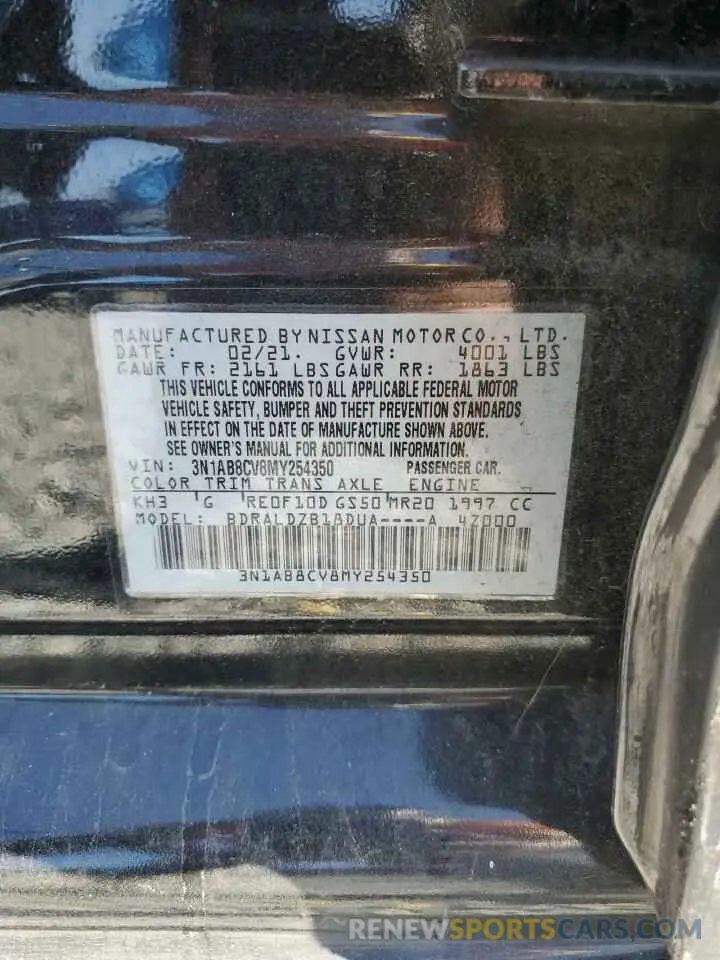 MANUFACTURED BY NISSAN MOTOR CO., LTD.
DATE: 02/21. GVWR: 4001 LBS
GAWR FR: 2161 LBS GAWR RR: 1863 LBS
THIS VEHICLE CONFORMS TO ALL APPLICABLE FEDERAL MOTOR
VEHICLE SAFETY, BUMPER AND THEFT PREVENTION STANDARDS
IN EFFECT ON THE DATE OF MANUFACTURE SHOWN ABOVE.
SEE OWNER'S MANUAL FOR ADDITIONAL INFORMATION.
VIN: 3N1AB8CV8MY254350 PASSENGER CAR.
COLOR TRIM TRANS AXLE ENGINE
KH3 'G RE0F10D GS50 MR20 1997 CC
MODEL: BDRALDZB18DUA----A 4Z000
3N1AB8CV8MY254350
RENEWSPORTSCARS.COM